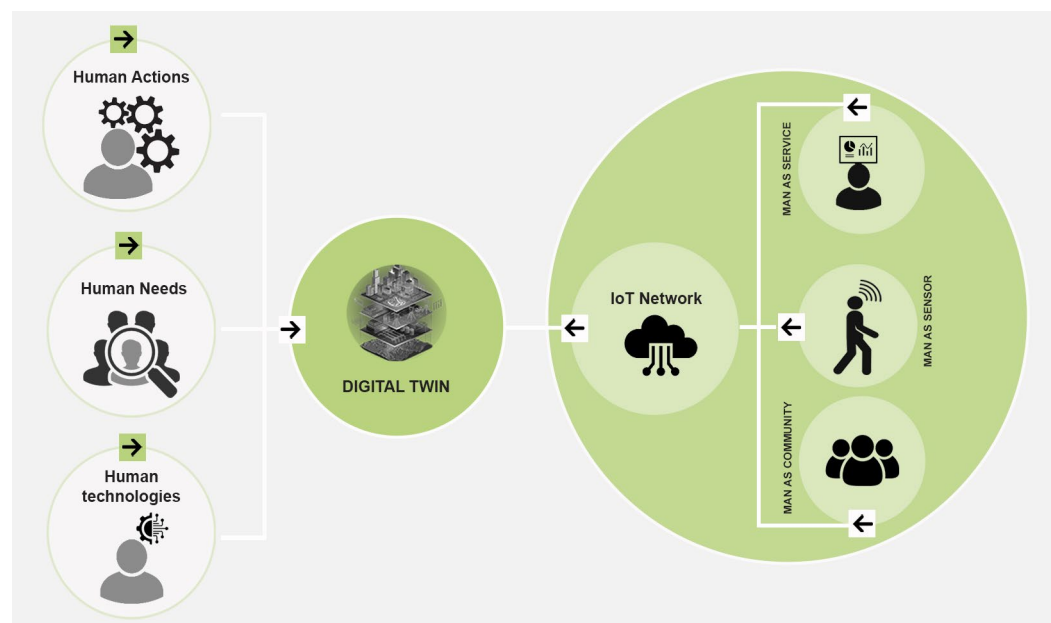 Human Actions
Human Needs
Human
technologies
DIGITAL TWIN
IoT Network
MAN AS SERVICE
MAN AS SENSOR
MAN AS COMMUNITY